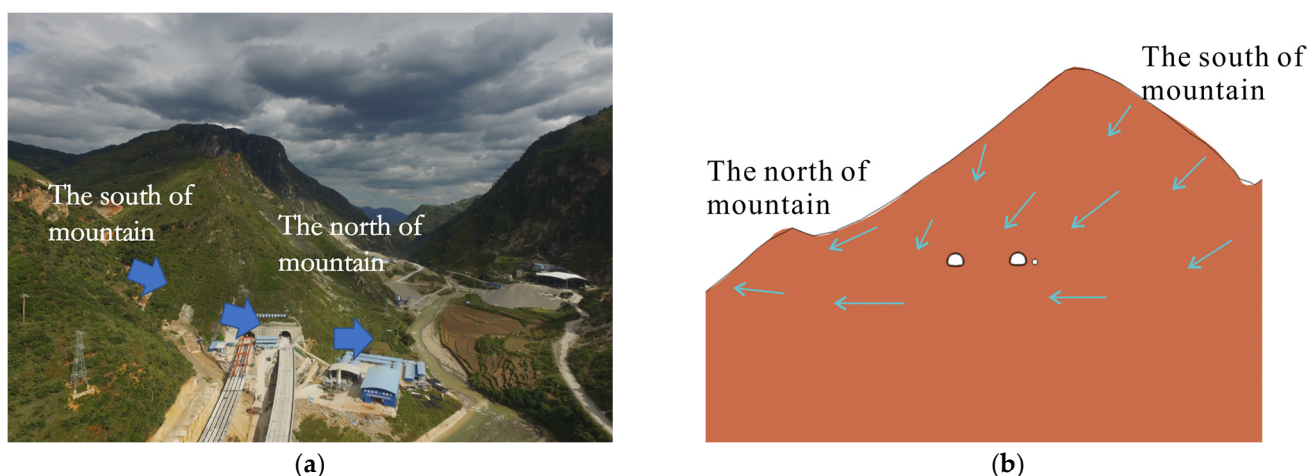 The south of
mountain
The north of
mountain
The south of
mountain
The north of
mountain
(a)
(b)